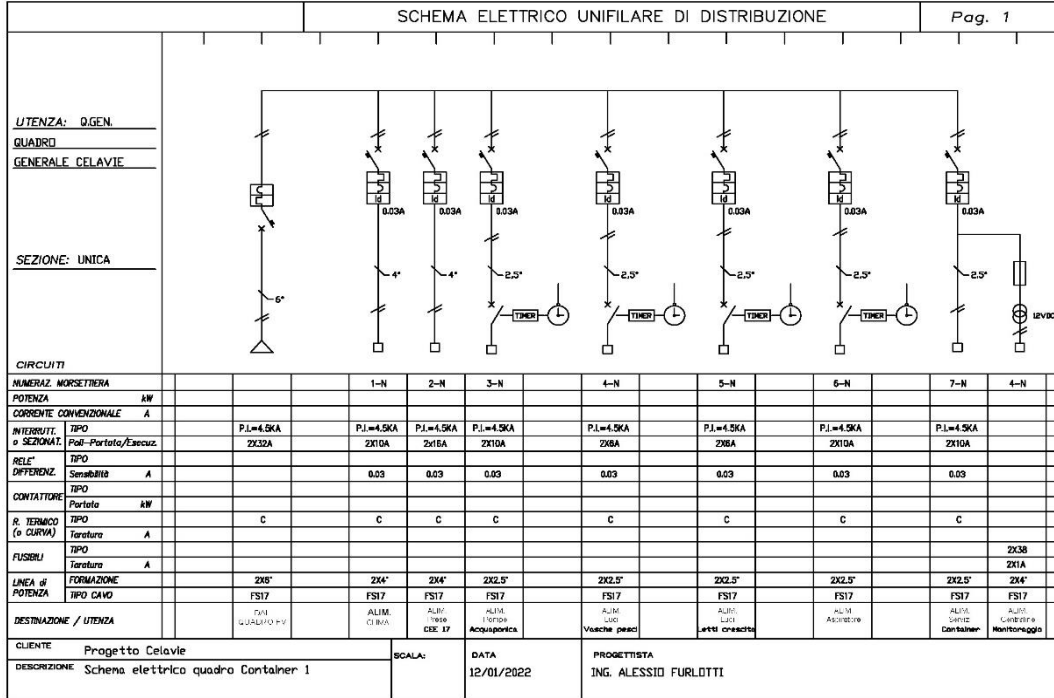 SCHEMA ELETTRICO UNIFILARE DI DISTRIBUZIONE Pag. 1
UTENZA: Q.GEN.
QUADRO
GENERALE CELAVIE
Id Id Id Id Id Id Id
0.03A 0.03A 0.03A 0.03A 0.03A 0.03A 0.03A
SEZIONE: UNICA
4" 4" 2,5" 2,5" 2,5" 2,5" 2,5"
6"
TIMER TIMER TIMER TIMER 12VDC
CIRCUITI
NUMERAZ. MORSETTIERA 1-N 2-N 3-N 4-N 5-N 6-N 7-N 4-N
POTENZA kW
CORRENTE CONVENZIONALE A
INTERRUTT. o SEZIONAT. TIPO P.I.=4.5KA P.I.=4.5KA P.I.=4.5KA P.I.=4.5KA P.I.=4.5KA P.I.=4.5KA P.I.=4.5KA P.I.=4.5KA
Poli-Portata/Esecuz. 2X32A 2X10A 2x16A 2X10A 2X6A 2X6A 2X10A 2X10A
RELE' DIFFERENZ. TIPO
Sensibilità A 0.03 0.03 0.03 0.03 0.03 0.03 0.03
CONTATTORE TIPO
Portata kW
R. TERMICO (o CURVA) TIPO C C C C C C C C
Taratura A
FUSIBILI TIPO 2X38
Taratura A 2X1A
LINEA di POTENZA FORMAZIONE 2X6" 2X4" 2X4" 2X2.5" 2X2.5" 2X2.5" 2X2.5" 2X2.5" 2X4"
TIPO CAVO FS17 FS17 FS17 FS17 FS17 FS17 FS17 FS17 FS17
DESTINAZIONE / UTENZA DAL ALIM. ALIM. ALIM. ALIM. ALIM. ALIM. ALIM. ALIM.
QUADRO FV CLIMA Prese Pompe Luci Luci Aspiratore Serviz Centraline
CEE 17 Acquaponica Vasche pesci Letti crescita Container Monitoraggio
CLIENTE Progetto Celavie SCALA: DATA PROGETTISTA
DESCRIZIONE Schema elettrico quadro Container 1 12/01/2022 ING. ALESSIO FURLOTTI